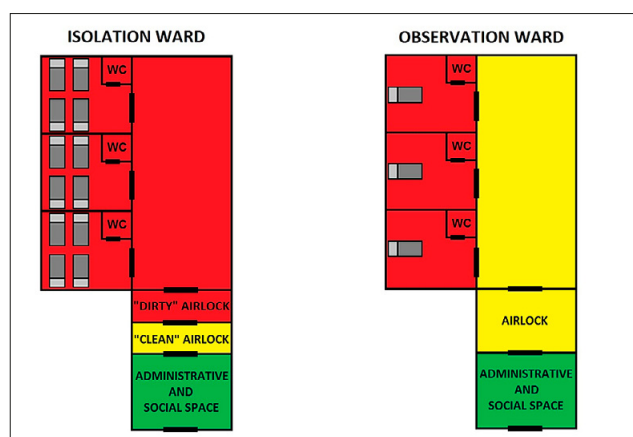 ISOLATION WARD
WC
WC
WC
"DIRTY" AIRLOCK
"CLEAN" AIRLOCK
ADMINISTRATIVE
AND
SOCIAL SPACE
OBSERVATION WARD
WC
WC
WC
AIRLOCK
ADMINISTRATIVE
AND
SOCIAL SPACE